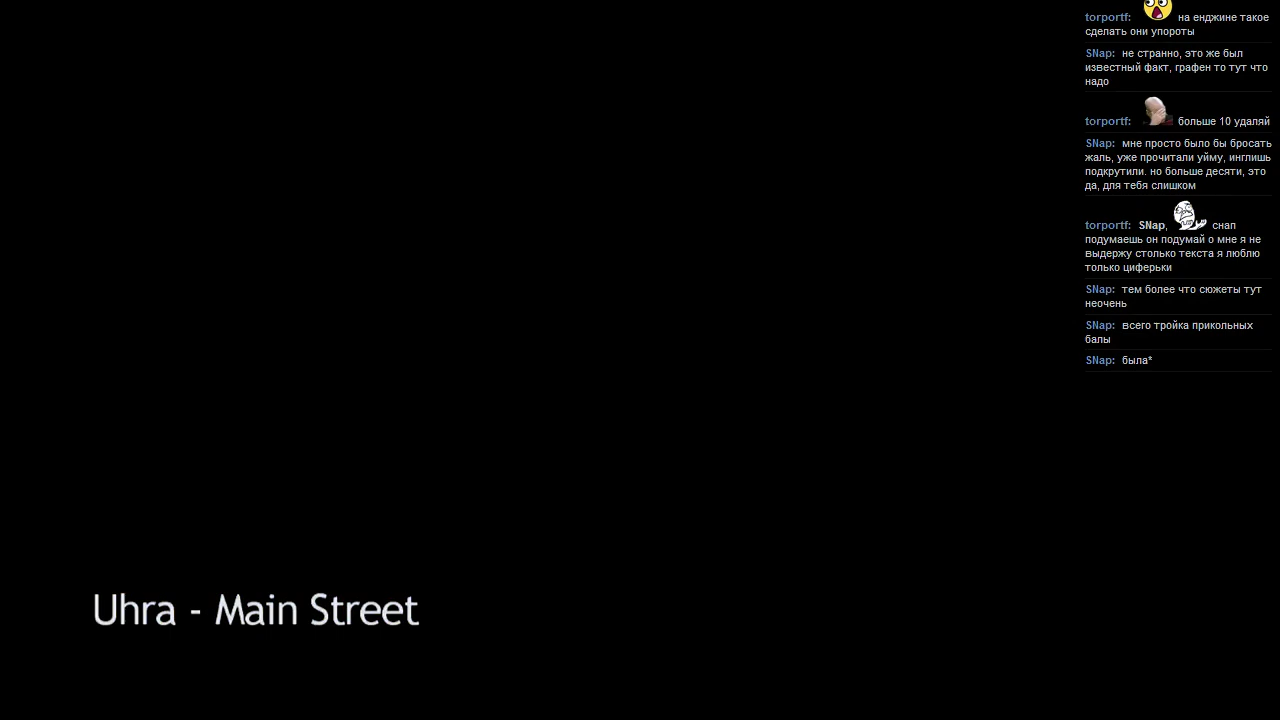 torportf: на енджине такое
сделать они упороты
SNap: не странно, это же был
известный факт, графен то тут что
надо
torportf: больше 10 удаляй
SNap: мне просто было бы бросать
жаль, уже прочитали уйму, инглишь
подкрутили. но больше десяти, это
да, для тебя слишком
torportf: SNap, снап
подумаешь он подумай о мне я не
выдержу столько текста я люблю
только циферьки
SNap: тем более что сюжеты тут
неочень
SNap: всего тройка прикольных
балы
SNap: была*
Uhra - Main Street